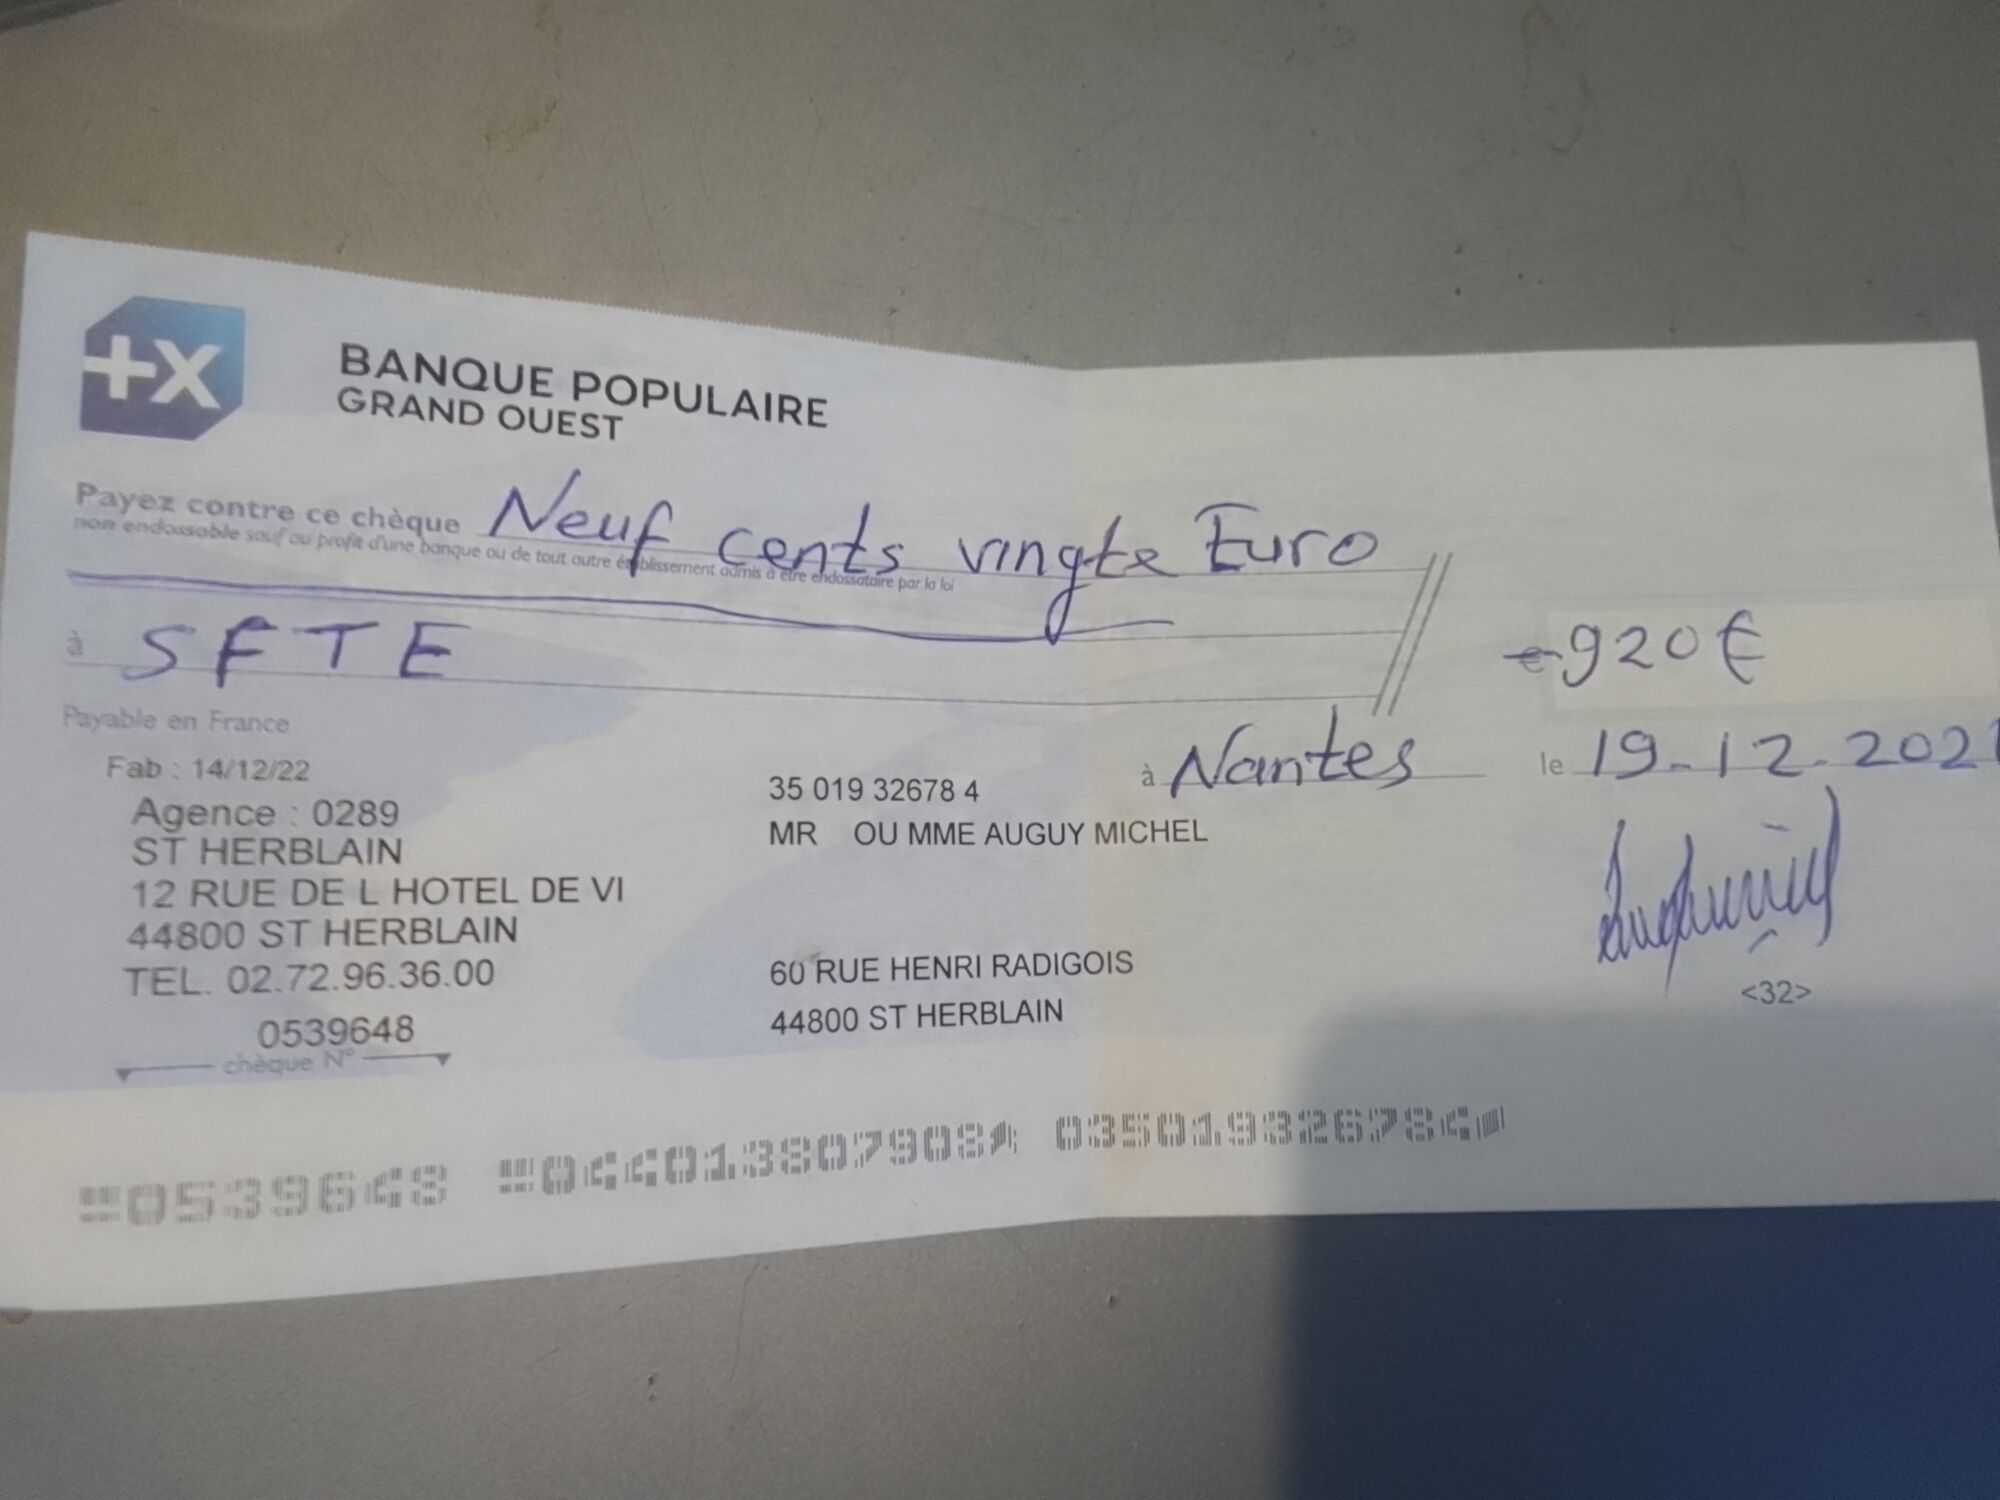 +X
BANQUE POPULAIRE
GRAND OUEST
Payez contre ce chèque Neuf cents vingte Euro
non endossable sauf au profit d'une banque ou de tout autre établissement admis à être endossataire par la loi
à SFTE
€ 920 €
Payable en France
à Nantes le 19-12-202
Fab : 14/12/22
Agence : 0289
ST HERBLAIN
12 RUE DE L HOTEL DE VI
44800 ST HERBLAIN
TEL. 02.72.96.36.00
0539648
chèque N°
35 019 32678 4
MR OU MME AUGUY MICHEL
60 RUE HENRI RADIGOIS
44800 ST HERBLAIN
<32>
0539648 044013807908 035019326784